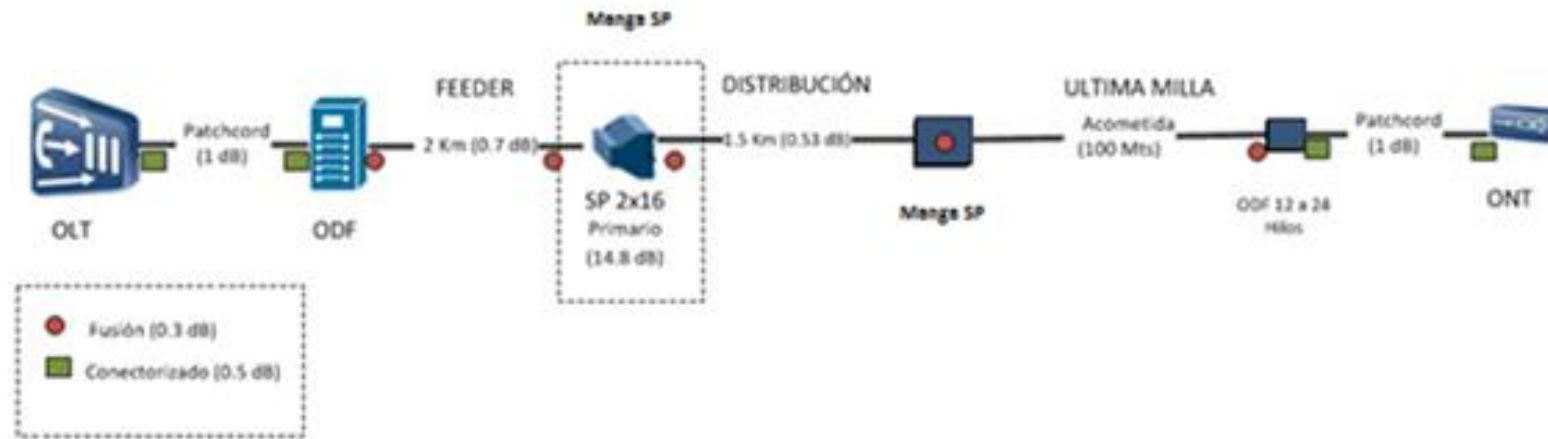 Manga SP
FEEDER
DISTRIBUCIÓN
ULTIMA MILLA
Patchcord
(1 dB)
2 Km (0.7 dB)
1.5 Km (0.53 dB)
Acometida
(100 Mts)
Patchcord
(1 dB)
OLT
ODF
SP 2x16
Primario
(14.8 dB)
Manga SP
ODF 12 a 24
Hilos
ONT
Fusión (0.3 dB)
Conectorizado (0.5 dB)